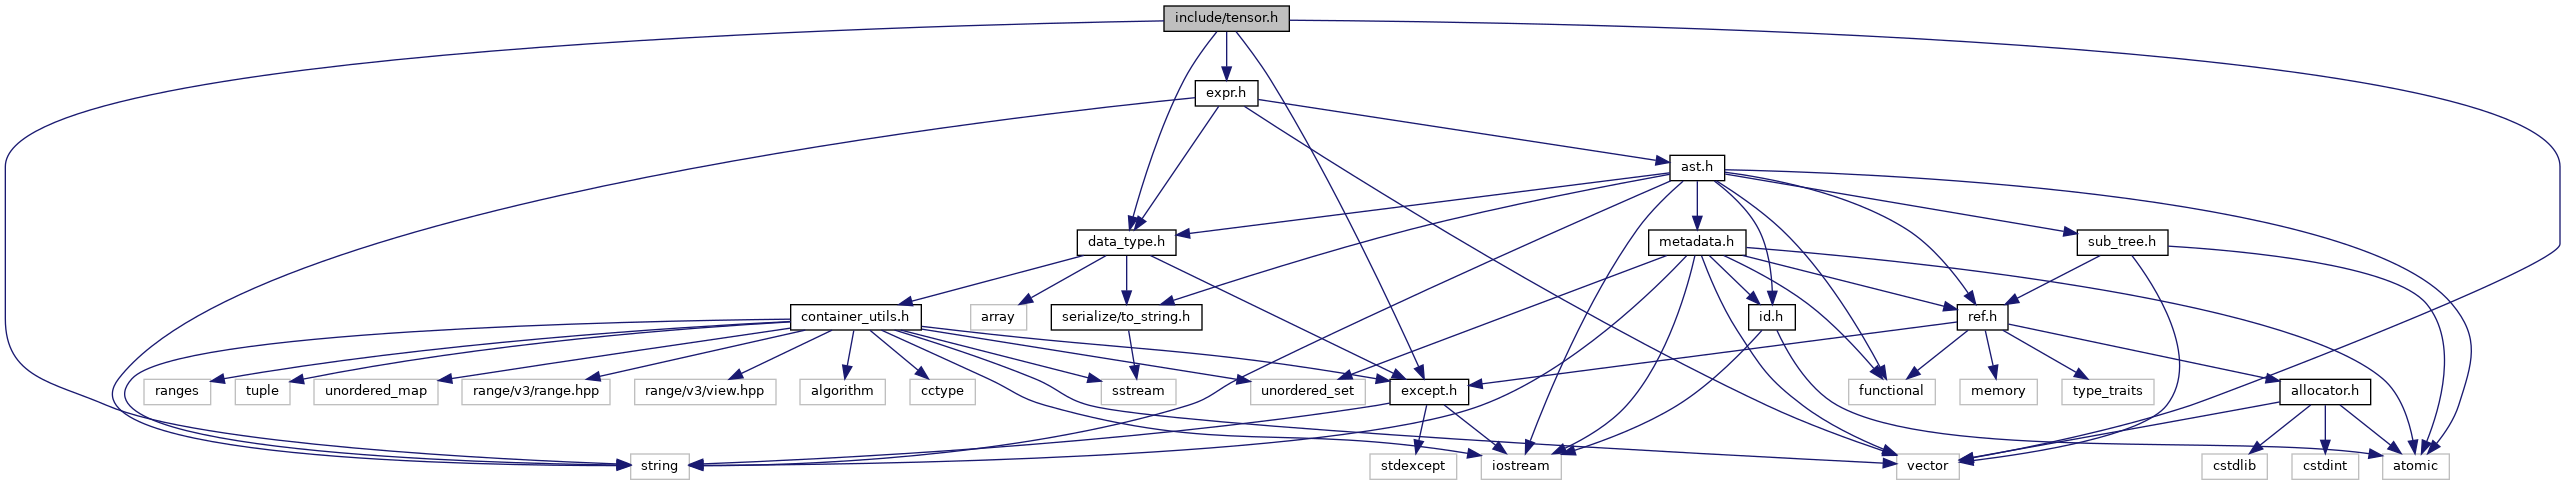 include/tensor.h
expr.h
ast.h
data_type.h
metadata.h
sub_tree.h
container_utils.h
array
serialize/to_string.h
id.h
ref.h
ranges
tuple
unordered_map
range/v3/range.hpp
range/v3/view.hpp
algorithm
cctype
sstream
unordered_set
except.h
functional
memory
type_traits
allocator.h
string
stdexcept
iostream
vector
cstdlib
cstdint
atomic